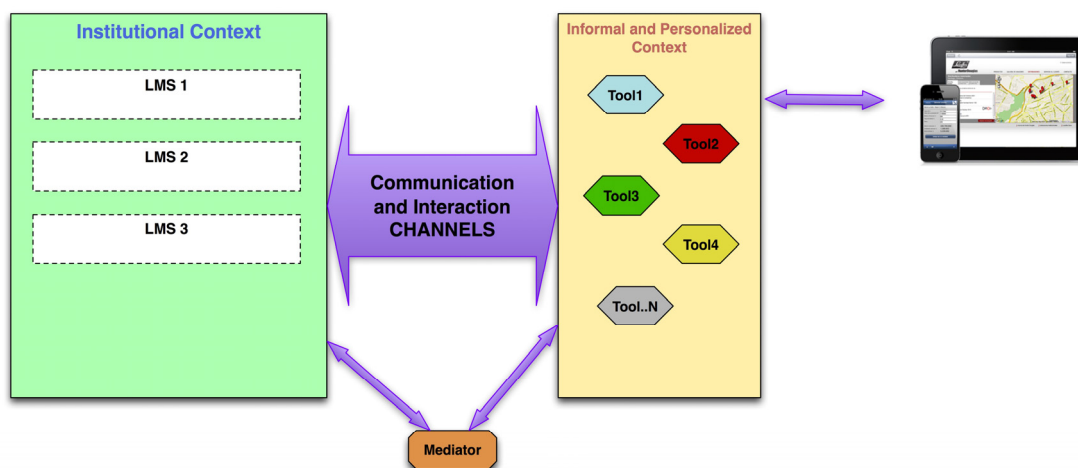 Institutional Context
LMS 1
LMS 2
LMS 3
Communication
and Interaction
CHANNELS
Informal and Personalized
Context
Tool1
Tool2
Tool3
Tool4
Tool..N
Mediator